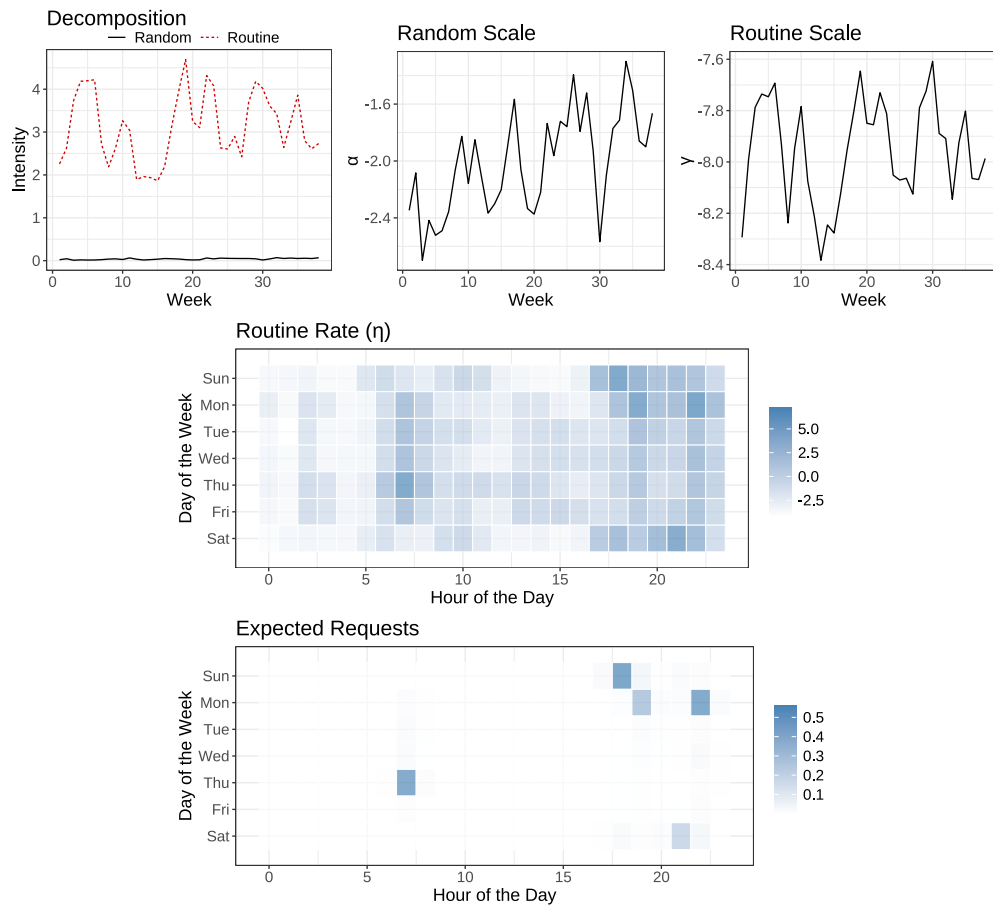 Decomposition
Random Routine
Intensity
4
3
2
1
0
0 10 20 30
Week
Random Scale
α
-1.6
-2.0
-2.4
0 10 20 30
Week
Routine Scale
γ
-7.6
-7.8
-8.0
-8.2
-8.4
0 10 20 30
Week
Routine Rate (η)
Day of the Week
Sun
Mon
Tue
Wed
Thu
Fri
Sat
0 5 10 15 20
Hour of the Day
5.0
2.5
0.0
-2.5
Expected Requests
Day of the Week
Sun
Mon
Tue
Wed
Thu
Fri
Sat
0 5 10 15 20
Hour of the Day
0.5
0.4
0.3
0.2
0.1